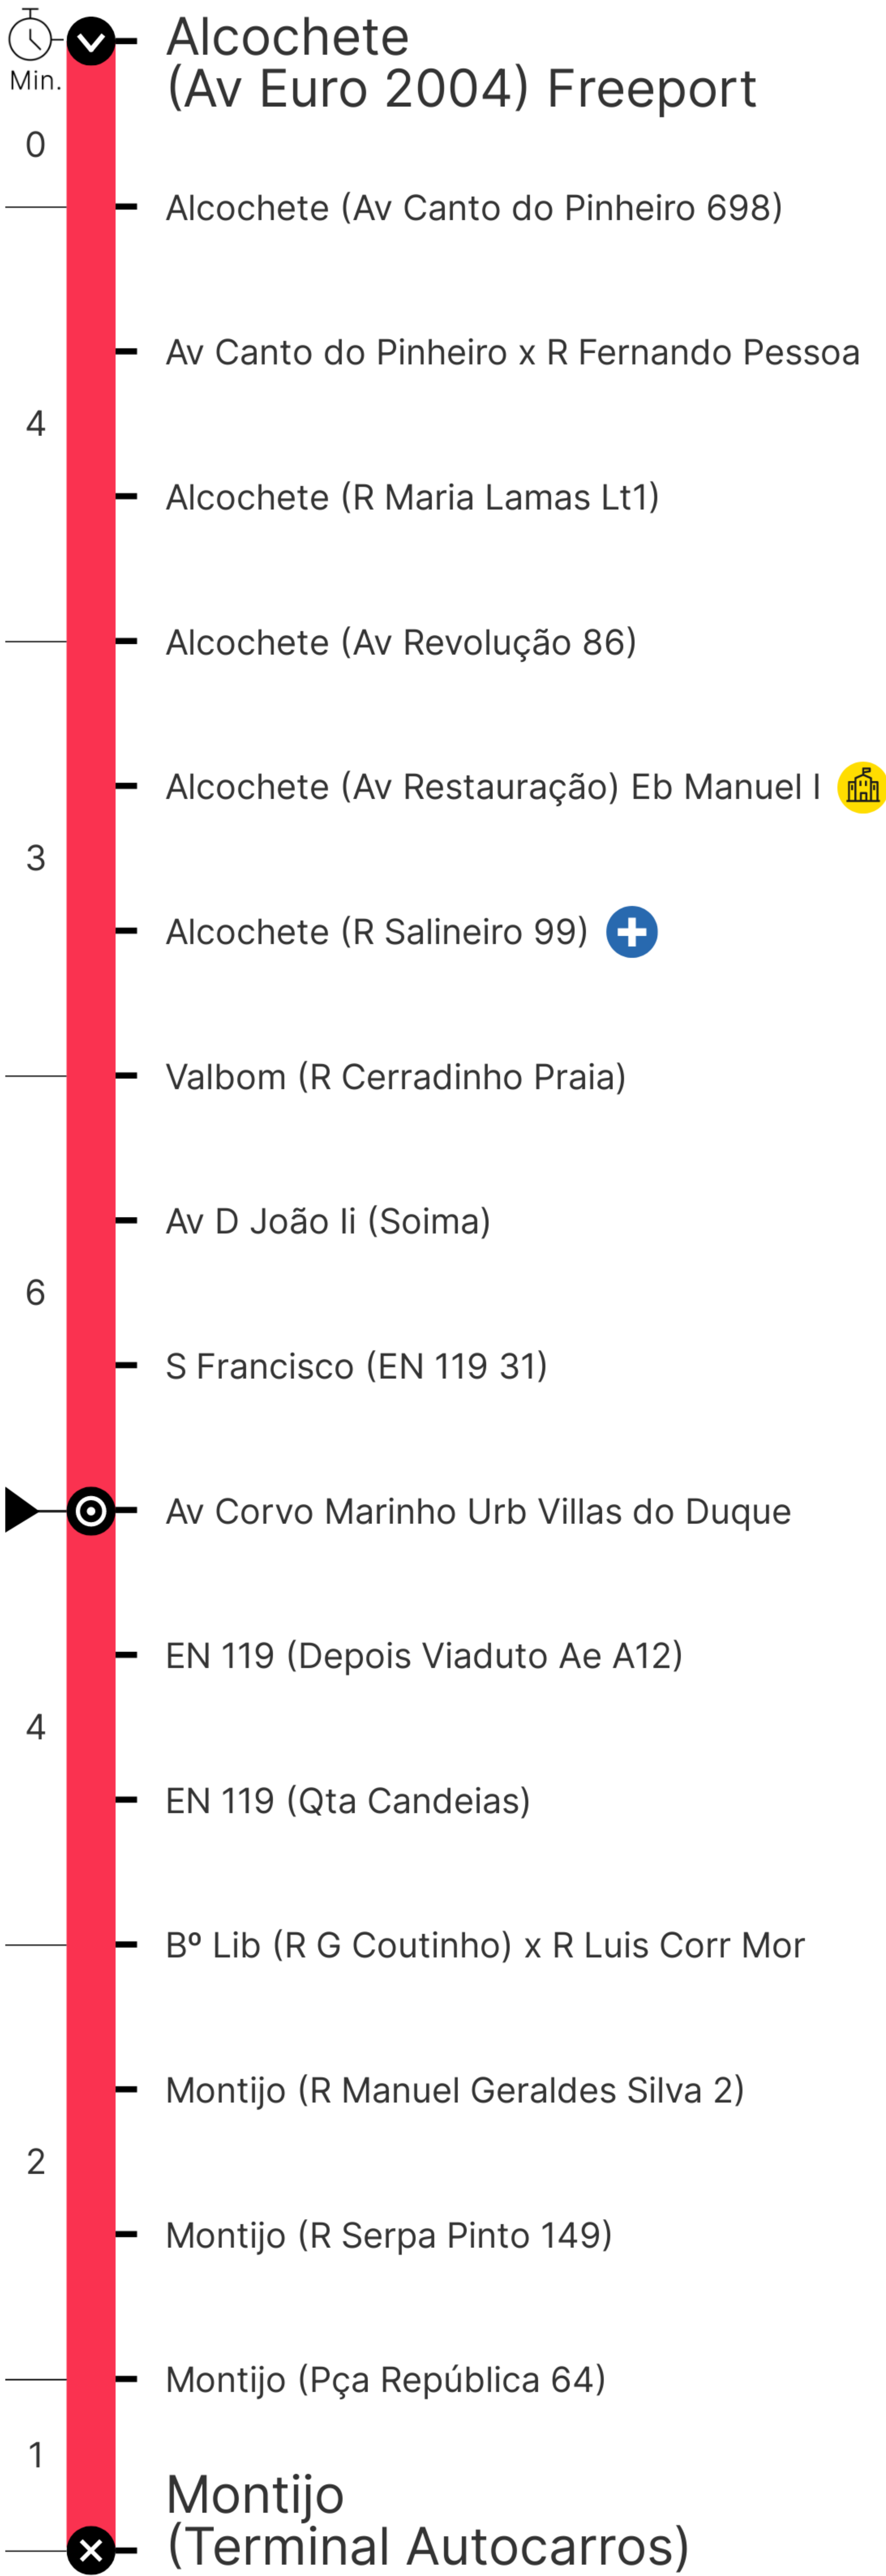 Min.
Alcochete
(Av Euro 2004) Freeport
0
Alcochete (Av Canto do Pinheiro 698)
Av Canto do Pinheiro x R Fernando Pessoa
4
Alcochete (R Maria Lamas Lt1)
Alcochete (Av Revolução 86)
Alcochete (Av Restauração) Eb Manuel I
3
Alcochete (R Salineiro 99)
Valbom (R Cerradinho Praia)
Av D João Ii (Soima)
6
S Francisco (EN 119 31)
Av Corvo Marinho Urb Villas do Duque
EN 119 (Depois Viaduto Ae A12)
4
EN 119 (Qta Candeias)
Bº Lib (R G Coutinho) x R Luis Corr Mor
Montijo (R Manuel Geraldes Silva 2)
2
Montijo (R Serpa Pinto 149)
Montijo (Pça República 64)
1
Montijo
(Terminal Autocarros)